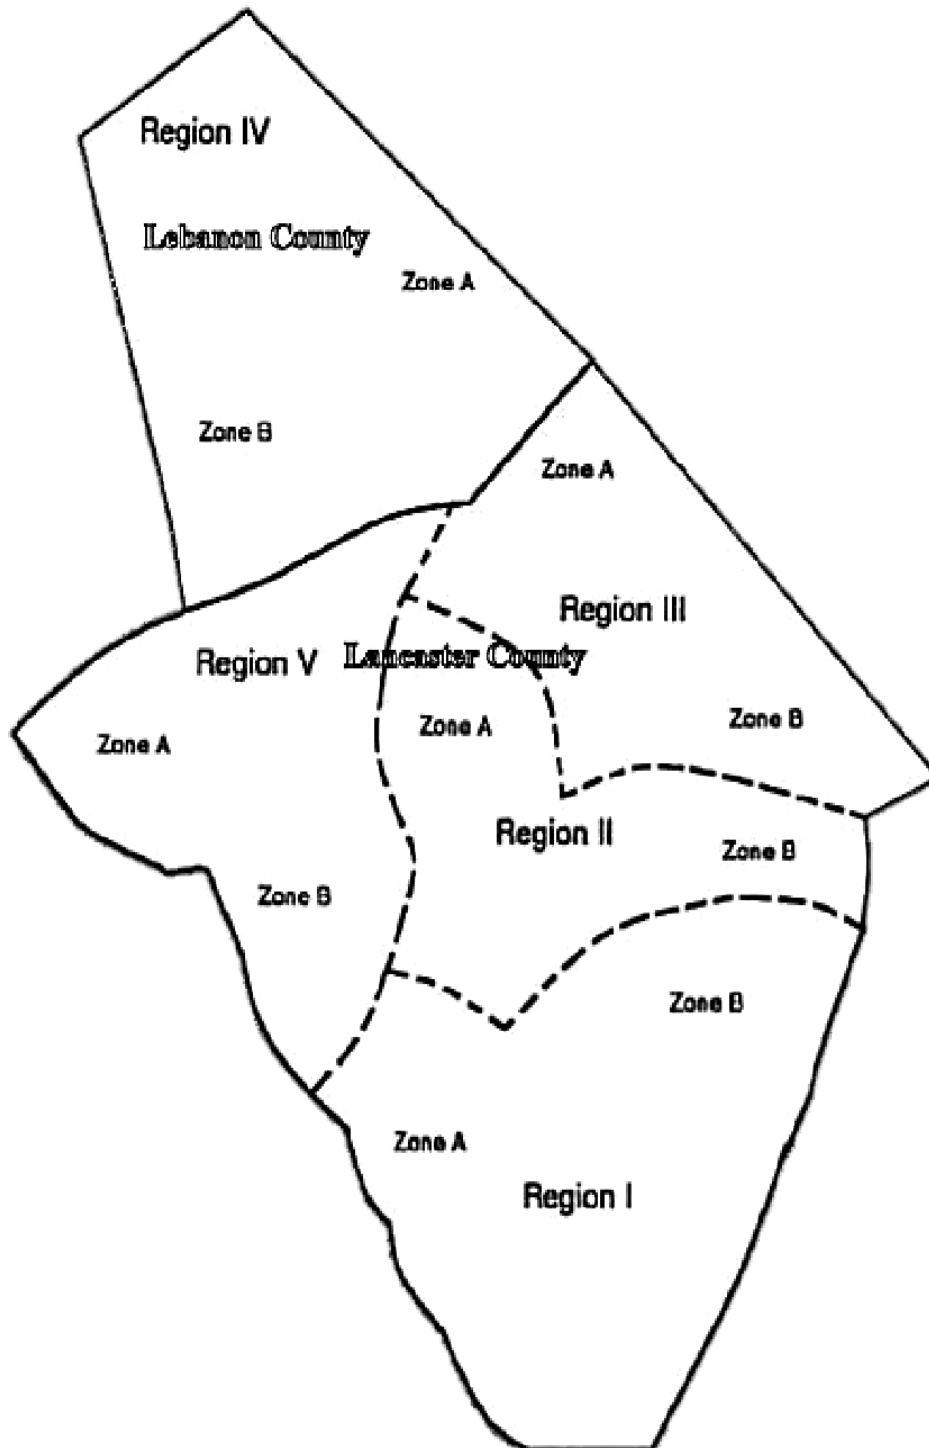 Region IV
Lebanon County
Zone A
Zone B
Zone A
Region III
Region V
Lancaster County
Zone A
Zone B
Zone A
Region II
Zone B
Zone B
Zone B
Zone A
Region I